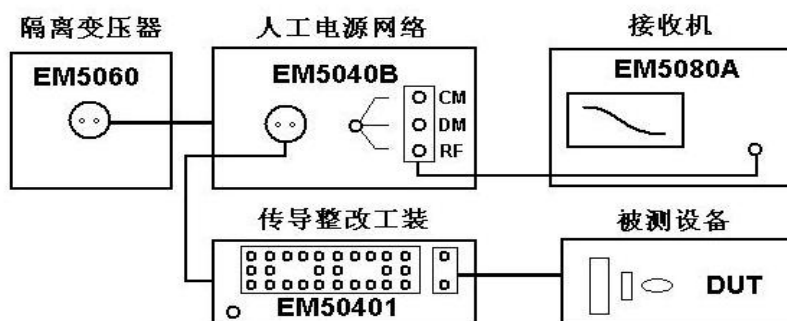 隔离变压器
人工电源网络
接收机
EM5060
EM5040B
EM5080A
CM
DM
RF
传导整改工装
被测设备
EM50401
DUT